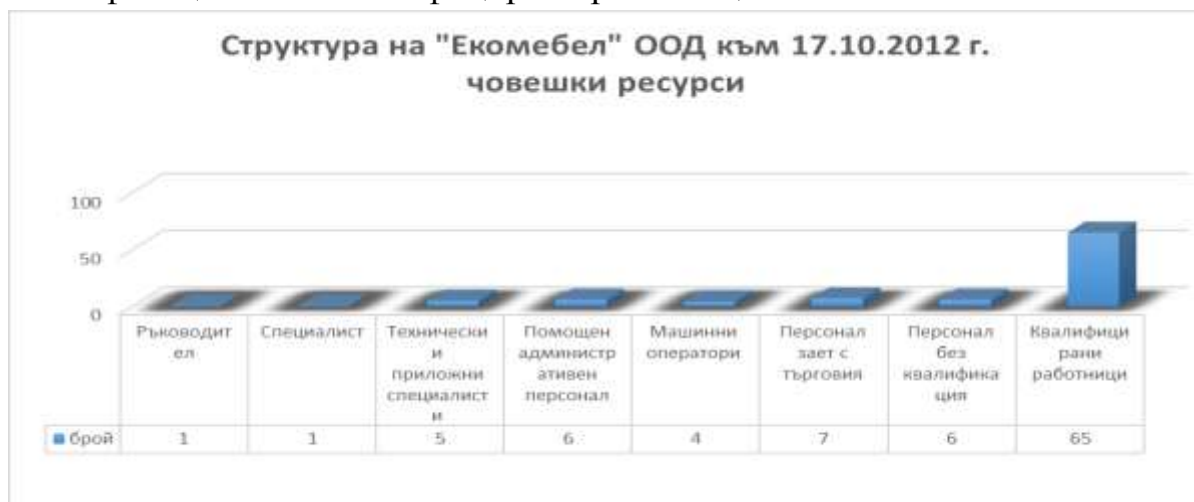 Структура на "Екомебел" ООД към 17.10.2012 г.
човешки ресурси
100
50
0
Ръководит
ел
Специалист
Технически
и
приложни
специалист
и
Помощен
администр
ативен
персонал
Машинни
оператори
Персонал
зает с
търговия
Персонал
без
квалифика
ция
Квалифици
рани
работници
брой 1 1 5 6 4 7 6 65